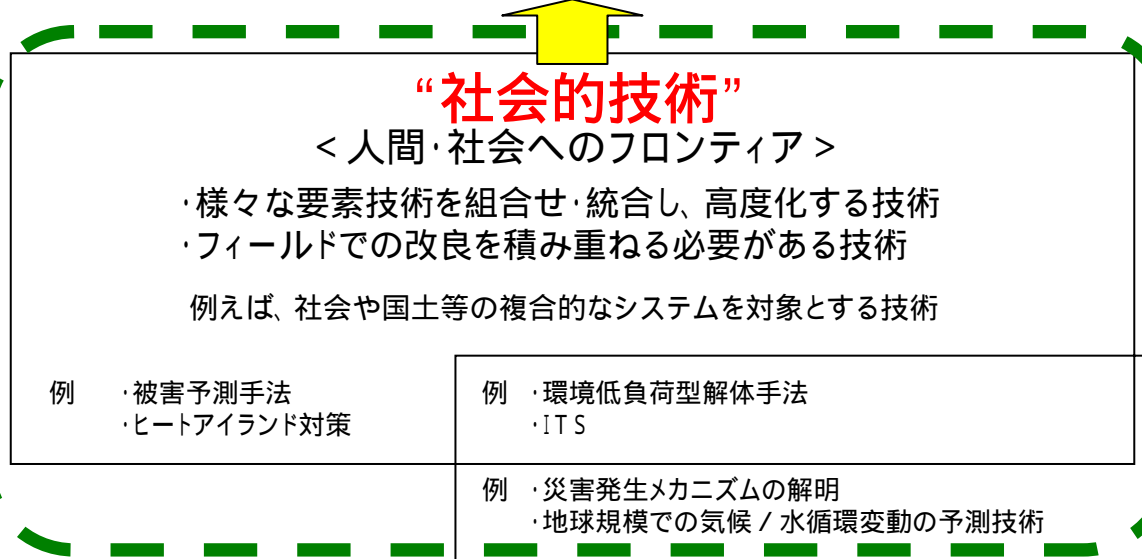 “社会的技術”
<人間･社会へのフロンティア>
･様々な要素技術を組合せ･統合し、高度化する技術
･フィールドでの改良を積み重ねる必要がある技術
例えば、社会や国土等の複合的なシステムを対象とする技術
例 ･被害予測手法
･ヒートアイランド対策
例 ･環境低負荷型解体手法
･ITS
例 ･災害発生メカニズムの解明
･地球規模での気候/水循環変動の予測技術